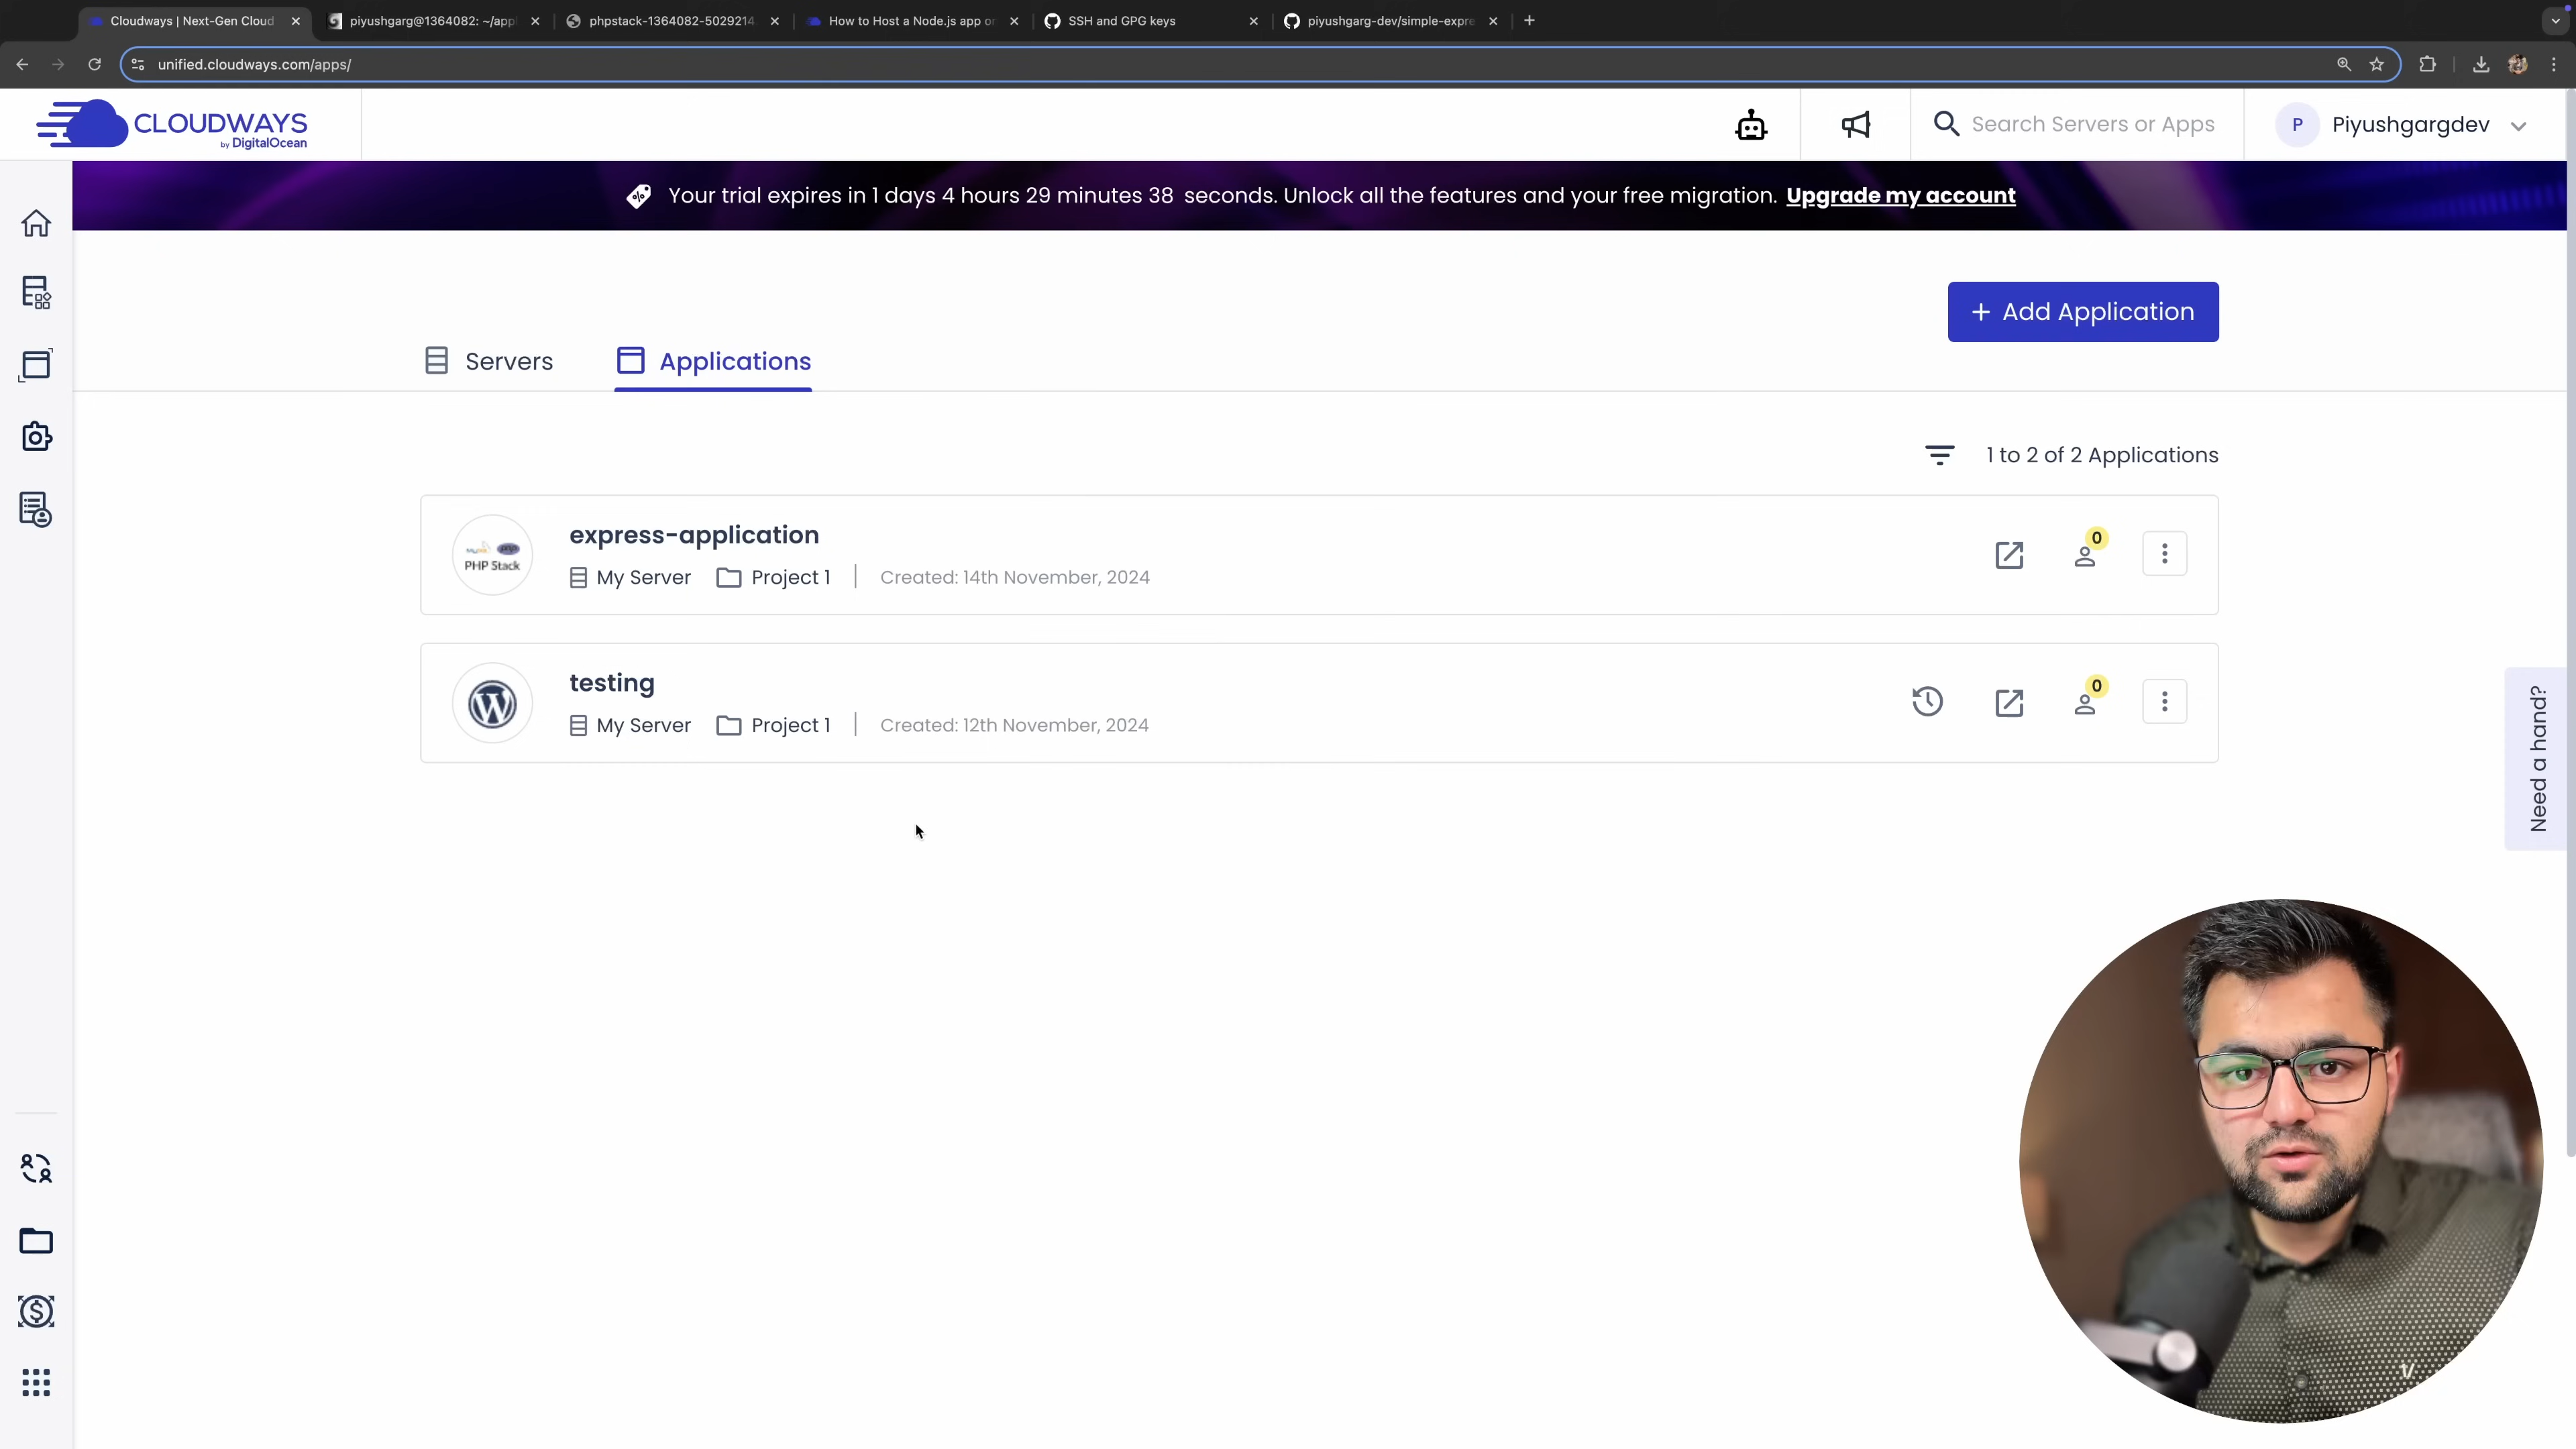 Cloudways | Next-Gen Cloud
piyushgarg@1364082: ~/appl
phpstack-1364082-5029214.
How to Host a Node.js app on
SSH and GPG keys
piyushgarg-dev/simple-expre
unified.cloudways.com/apps/
CLOUDWAYS
by DigitalOcean
Search Servers or Apps
P
Piyushgargdev
Your trial expires in 1 days 4 hours 29 minutes 38 seconds. Unlock all the features and your free migration. Upgrade my account
+ Add Application
Servers
Applications
1 to 2 of 2 Applications
PHP Stack
php
express-application
My Server
Project 1
Created: 14th November, 2024
0
testing
My Server
Project 1
Created: 12th November, 2024
0
Need a hand?